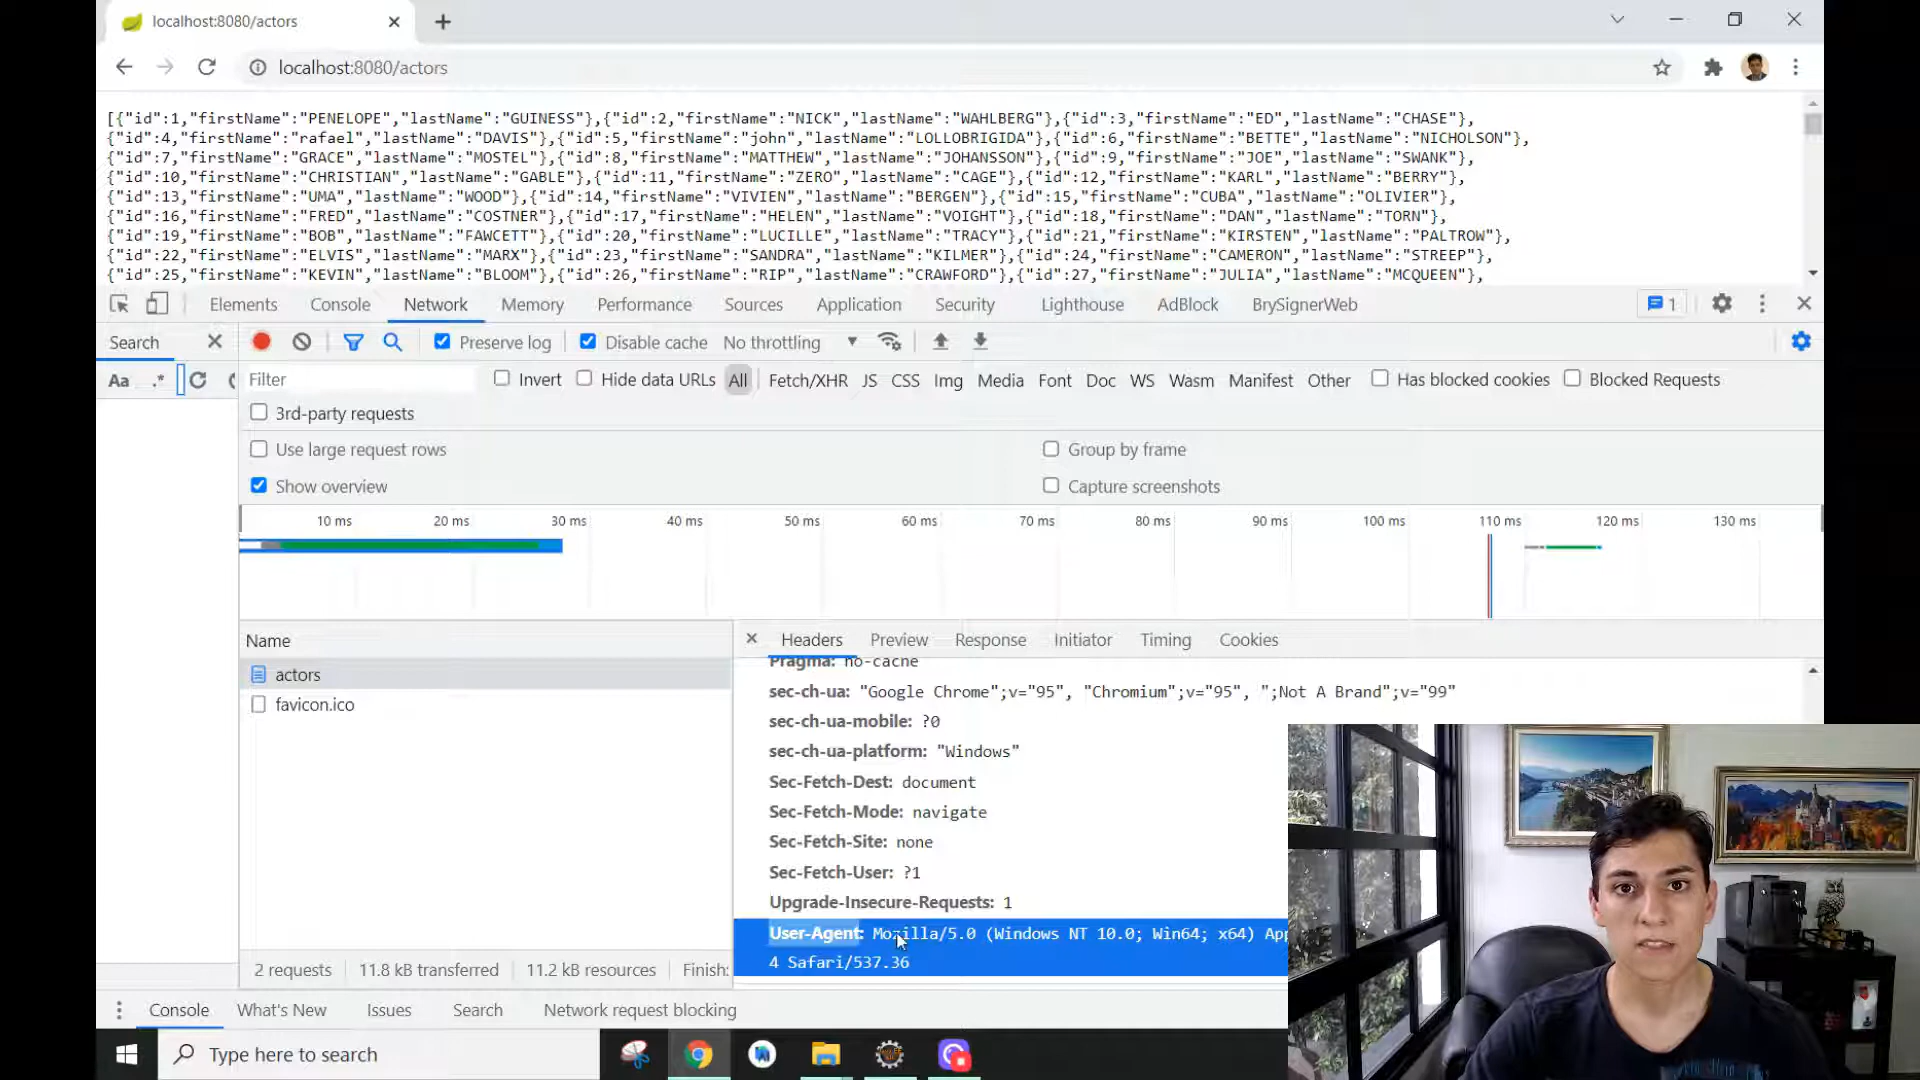 localhost:8080/actors
localhost:8080/actors
[{"id":1,"firstName":"PENELOPE","lastName":"GUINESS"},{"id":2,"firstName":"NICK","lastName":"WAHLBERG"},{"id":3,"firstName":"ED","lastName":"CHASE"},
{"id":4,"firstName":"rafael","lastName":"DAVIS"},{"id":5,"firstName":"john","lastName":"LOLLOBRIGIDA"},{"id":6,"firstName":"BETTE","lastName":"NICHOLSON"},
{"id":7,"firstName":"GRACE","lastName":"MOSTEL"},{"id":8,"firstName":"MATTHEW","lastName":"JOHANSSON"},{"id":9,"firstName":"JOE","lastName":"SWANK"},
{"id":10,"firstName":"CHRISTIAN","lastName":"GABLE"},{"id":11,"firstName":"ZERO","lastName":"CAGE"},{"id":12,"firstName":"KARL","lastName":"BERRY"},
{"id":13,"firstName":"UMA","lastName":"WOOD"},{"id":14,"firstName":"VIVIEN","lastName":"BERGEN"},{"id":15,"firstName":"CUBA","lastName":"OLIVIER"},
{"id":16,"firstName":"FRED","lastName":"COSTNER"},{"id":17,"firstName":"HELEN","lastName":"VOIGHT"},{"id":18,"firstName":"DAN","lastName":"TORN"},
{"id":19,"firstName":"BOB","lastName":"FAWCETT"},{"id":20,"firstName":"LUCILLE","lastName":"TRACY"},{"id":21,"firstName":"KIRSTEN","lastName":"PALTROW"},
{"id":22,"firstName":"ELVIS","lastName":"MARX"},{"id":23,"firstName":"SANDRA","lastName":"KILMER"},{"id":24,"firstName":"CAMERON","lastName":"STREEP"},
{"id":25,"firstName":"KEVIN","lastName":"BLOOM"},{"id":26,"firstName":"RIP","lastName":"CRAWFORD"},{"id":27,"firstName":"JULIA","lastName":"MCQUEEN"},
Elements Console Network Memory Performance Sources Application Security Lighthouse AdBlock BrySignerWeb 1
Search Preserve log Disable cache No throttling
Aa .* Filter Invert Hide data URLs All Fetch/XHR JS CSS Img Media Font Doc WS Wasm Manifest Other Has blocked cookies Blocked Requests
3rd-party requests
Use large request rows Group by frame
Show overview Capture screenshots
10 ms 20 ms 30 ms 40 ms 50 ms 60 ms 70 ms 80 ms 90 ms 100 ms 110 ms 120 ms 130 ms
Name
actors
favicon.ico
Headers Preview Response Initiator Timing Cookies
Pragma: no-cache
sec-ch-ua: "Google Chrome";v="95", "Chromium";v="95", ";Not A Brand";v="99"
sec-ch-ua-mobile: ?0
sec-ch-ua-platform: "Windows"
Sec-Fetch-Dest: document
Sec-Fetch-Mode: navigate
Sec-Fetch-Site: none
Sec-Fetch-User: ?1
Upgrade-Insecure-Requests: 1
User-Agent: Mozilla/5.0 (Windows NT 10.0; Win64; x64) App
4 Safari/537.36
2 requests 11.8 kB transferred 11.2 kB resources Finish:
Console What's New Issues Search Network request blocking
Type here to search